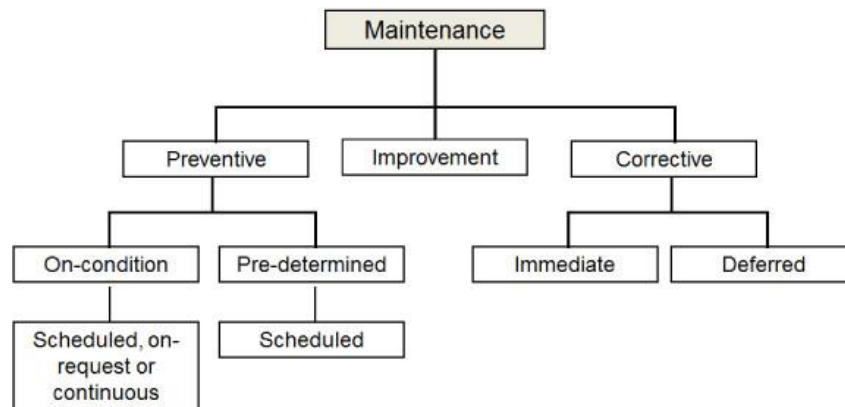 Maintenance
Preventive
Improvement
Corrective
On-condition
Pre-determined
Immediate
Deferred
Scheduled, on-
request or
continuous
Scheduled